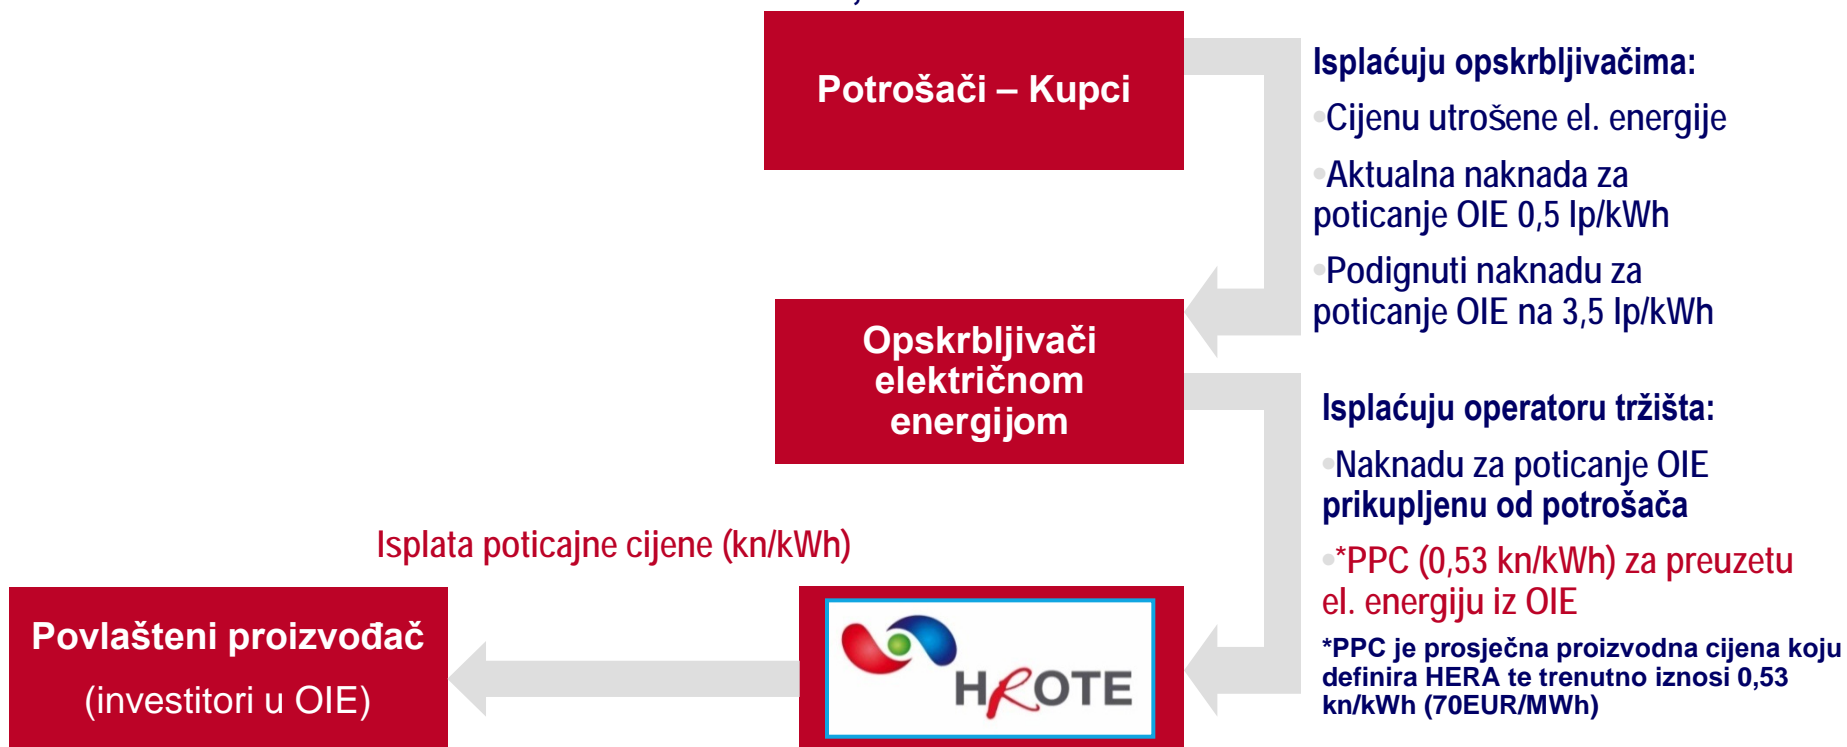 Potrošači – Kupci
Isplaćuju opskrbljivačima:
•Cijenu utrošene el. energije
•Aktualna naknada za
poticanje OIE 0,5 lp/kWh
•Podignuti naknadu za
poticanje OIE na 3,5 lp/kWh
Opskrbljivači
električnom
energijom
Isplaćuju operatoru tržišta:
•Naknadu za poticanje OIE
prikupljenu od potrošača
•*PPC (0,53 kn/kWh) za preuzetu
el. energiju iz OIE
*PPC je prosječna proizvodna cijena koju
definira HERA te trenutno iznosi 0,53
kn/kWh (70EUR/MWh)
Isplata poticajne cijene (kn/kWh)
HROTE
Povlašteni proizvođač
(investitori u OIE)